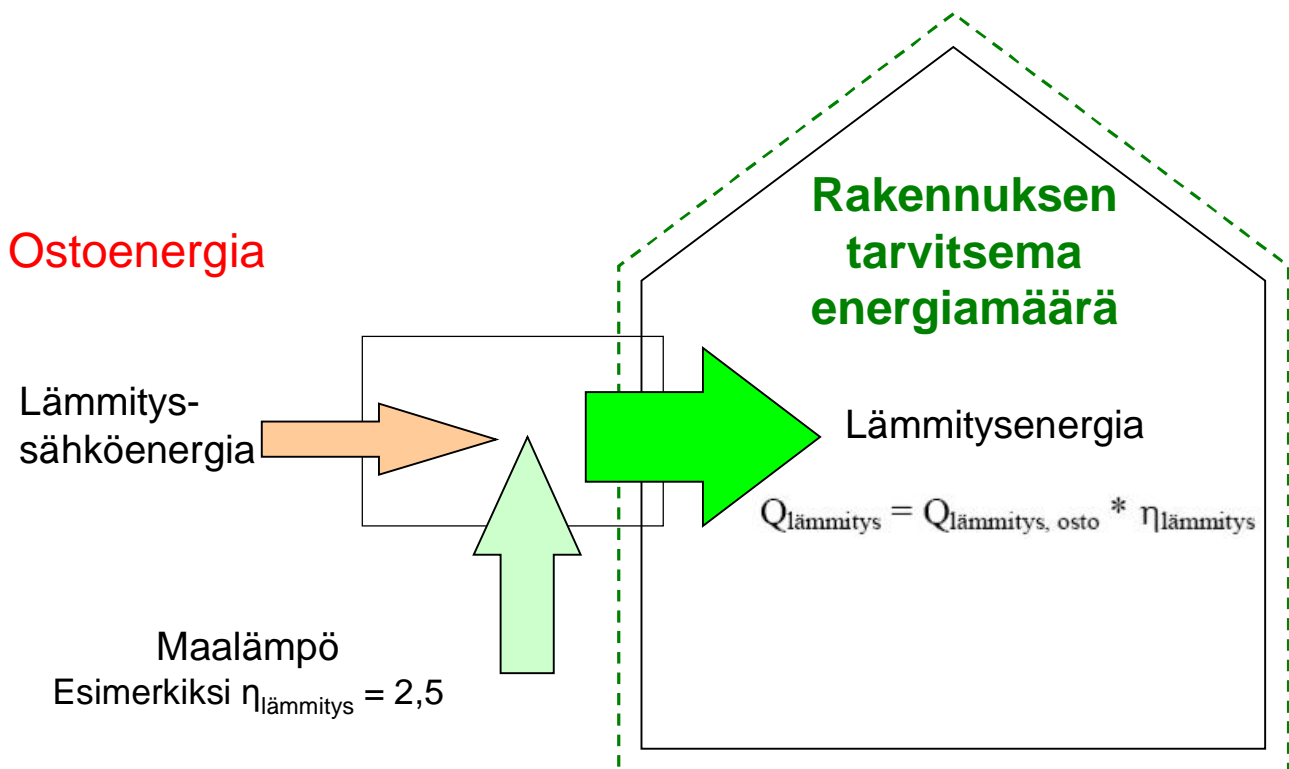 Rakennuksen
tarvitsema
energiamäärä
Ostoenergia
Lämmitys-
sähköenergia
Lämmitysenergia
Qlämmitys = Qlämmitys, osto * ηlämmitys
Maalämpö
Esimerkiksi ηlämmitys = 2,5